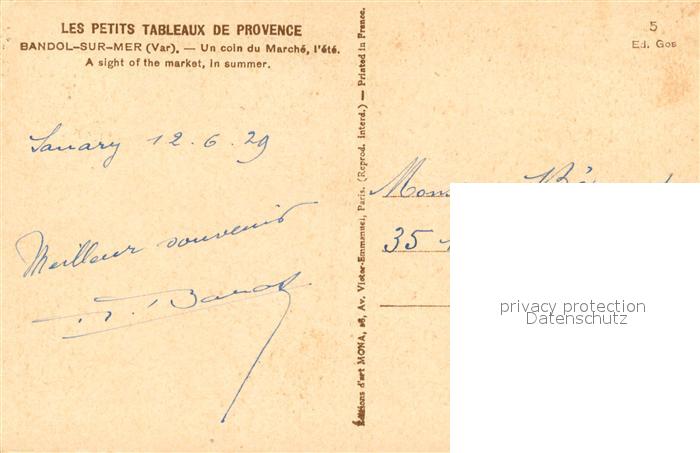 LES PETITS TABLEAUX DE PROVENCE
BANDOL-SUR-MER (Var). — Un coin du Marché, l'été.
A sight of the market, in summer.
Sanary 12.6.29
Meilleur souvenir
Editions d'art MONA, 26, Av. Victor-Emmanuel, Paris. (Reprod. interd.) — Printed in France.
5
Ed. Gos
35
privacy protection
Datenschutz